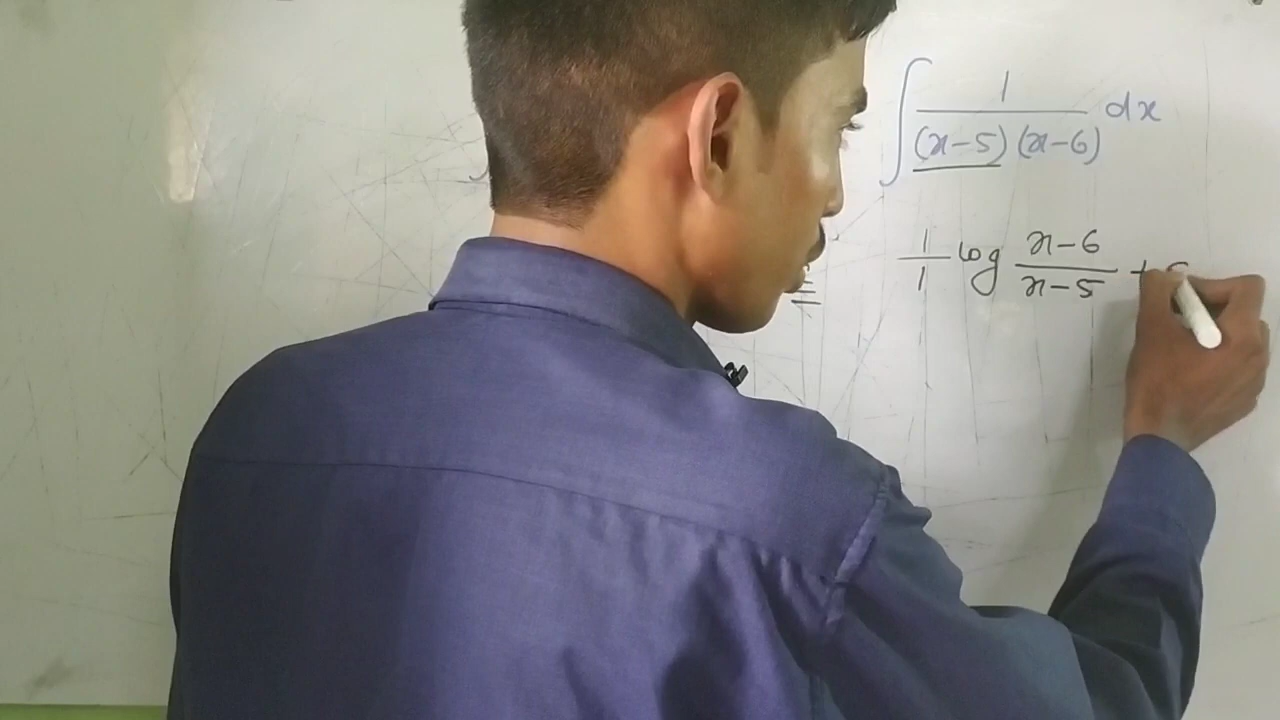 ∫ 1/((x-5)(x-6)) dx
1/1 log (x-6)/(x-5) +